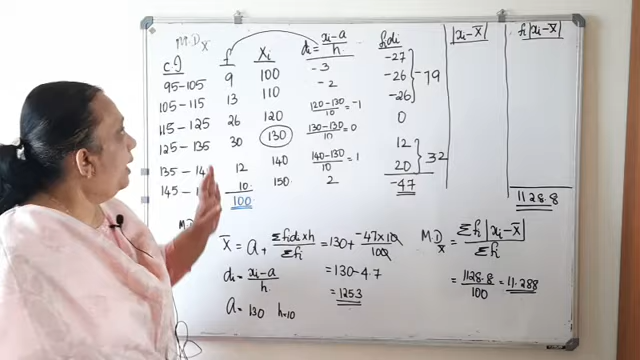 MD x̄
C.I f Xi di = xi-a/h fidi |xi-x̄| fi|xi-x̄|
95-105 9 100 -3 -27
105-115 13 110 -2 -26 -79
115-125 26 120 120-130/10 = -1 -26
125-135 30 130 130-130/10 = 0 0
135-14 12 140 140-130/10 = 1 12
145-1 10 150 2 20 32
100 -47 1128.8
MD
x̄ = a + Σfidi×h/Σfi = 130 + -47×10/100
= 130-4.7
= 125.3
di = xi-a/h
a = 130 h=10
MD x̄ = Σfi|xi-x̄|/Σfi
= 1128.8/100 = 11.288